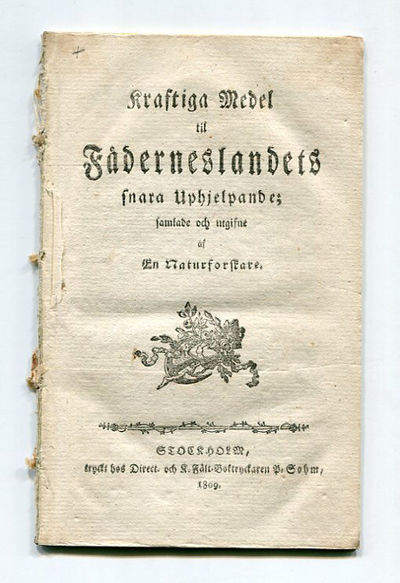 Kraftiga Medel
til
Fäderneslandets
snara Uphjelpande;
samlade och utgifne
af
En Naturforskare.
STOCKHOLM,
tryckt hos Direct. och K. Fält-Boktryckaren P. Sohm,
1809.